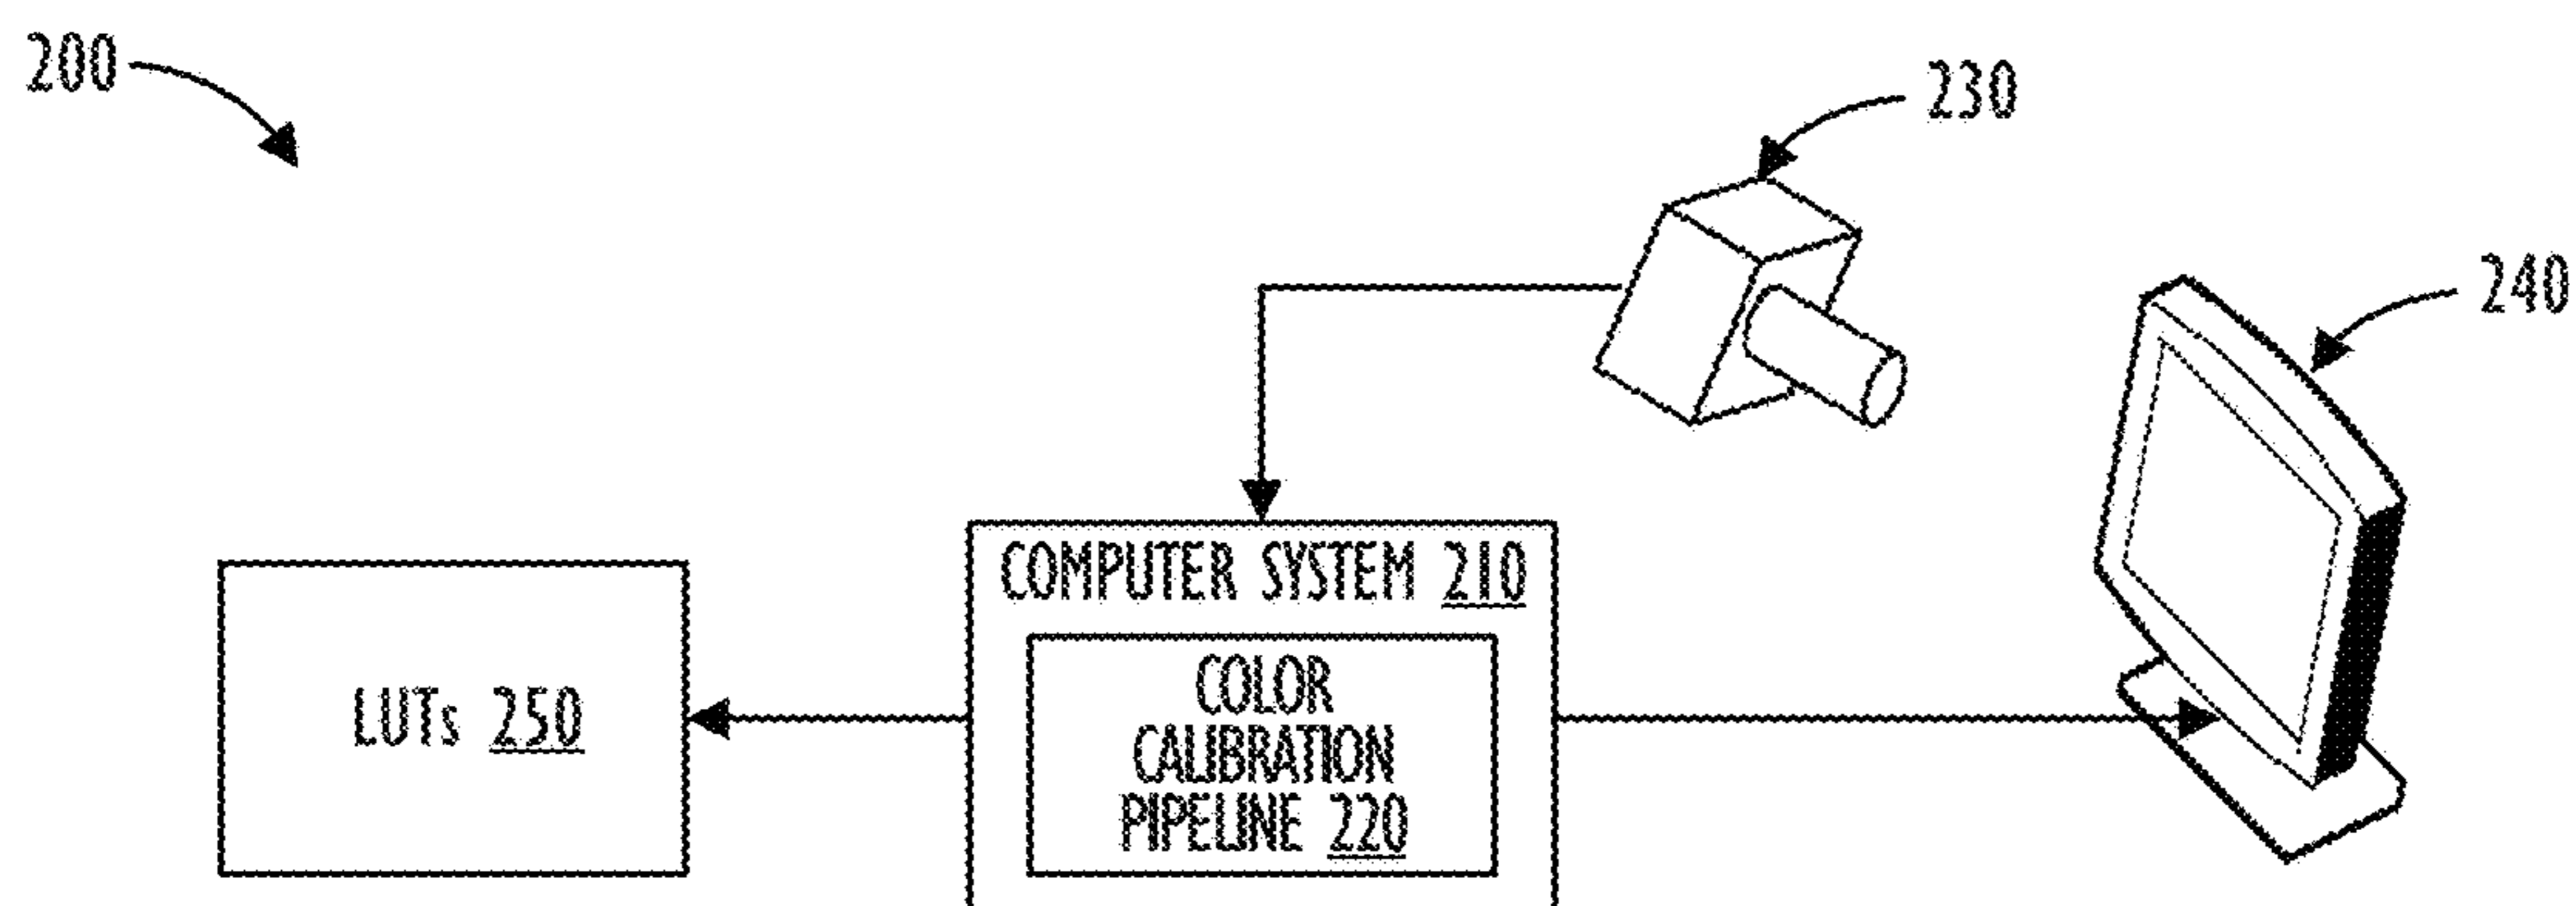 200
230
240
COMPUTER SYSTEM 210
COLOR
CALIBRATION
PIPELINE 220
LUTs 250